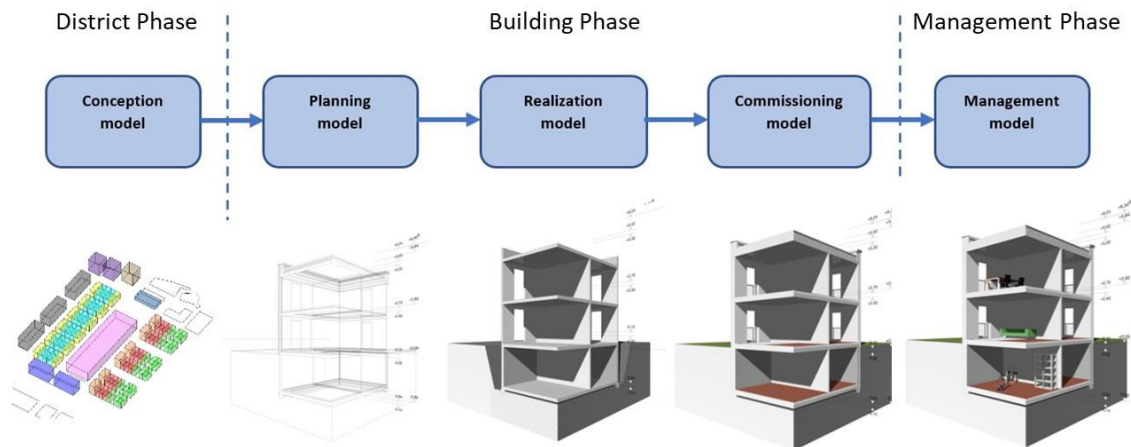 District Phase
Building Phase
Management Phase
Conception
model
Planning
model
Realization
model
Commissioning
model
Management
model